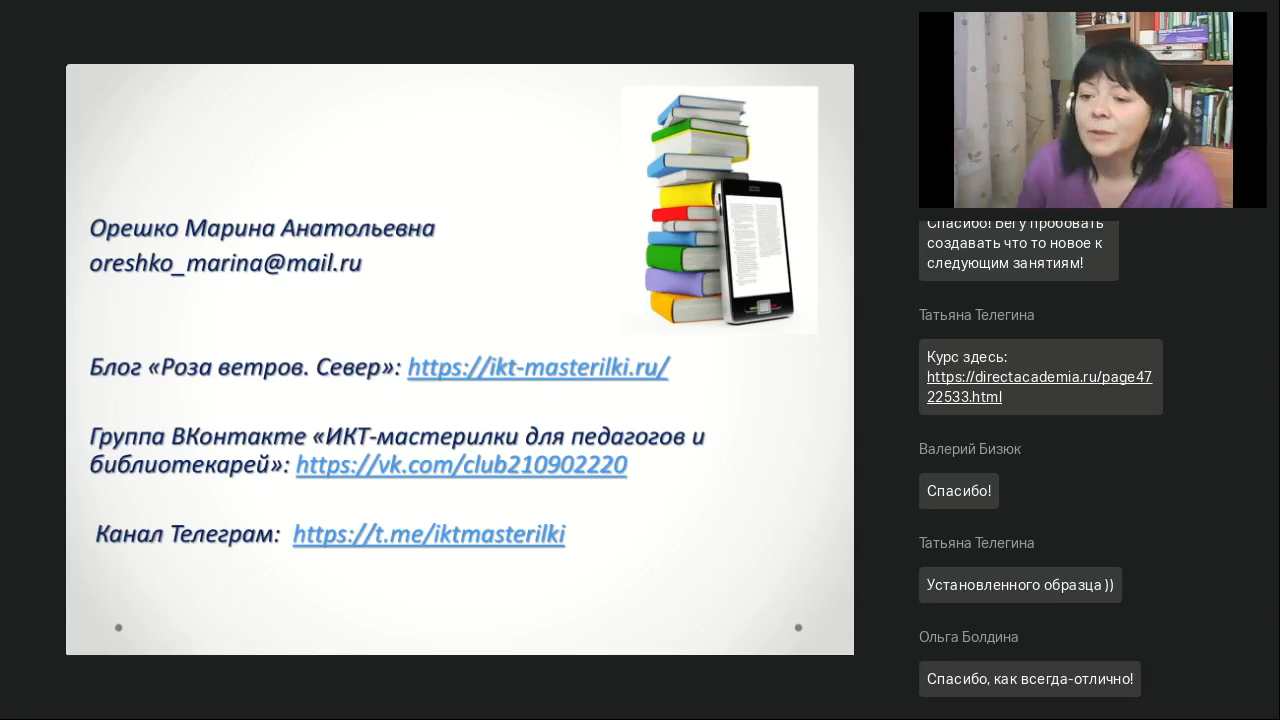 Орешко Марина Анатольевна
oreshko_marina@mail.ru
Блог «Роза ветров. Север»: https://ikt-masterilki.ru/
Группа ВКонтакте «ИКТ-мастерилки для педагогов и
библиотекарей»: https://vk.com/club210902220
Канал Телеграм: https://t.me/iktmasterilki
Спасибо! Бегу пробовать
создавать что то новое к
следующим занятиям!
Татьяна Телегина
Курс здесь:
https://directacademia.ru/page47
22533.html
Валерий Бизюк
Спасибо!
Татьяна Телегина
Установленного образца ))
Ольга Болдина
Спасибо, как всегда-отлично!